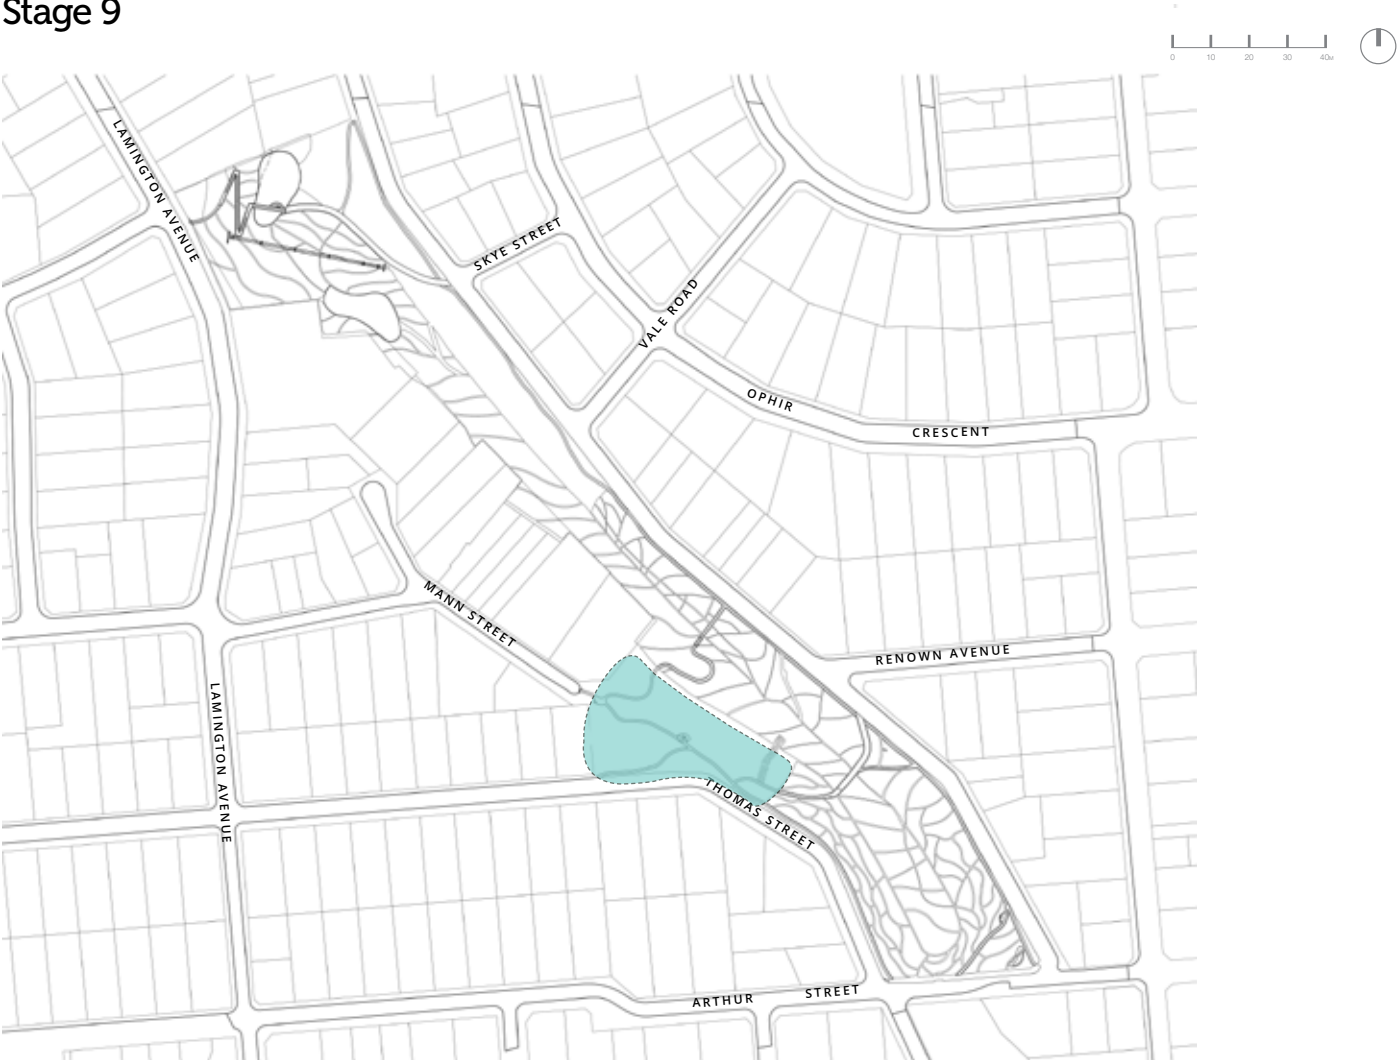 Stage 9
0 10 20 30 40M
LAMINGTON AVENUE
SKYE STREET
VALE ROAD
OPHIR
CRESCENT
MANN STREET
RENOWN AVENUE
LAMINGTON AVENUE
THOMAS STREET
ARTHUR STREET